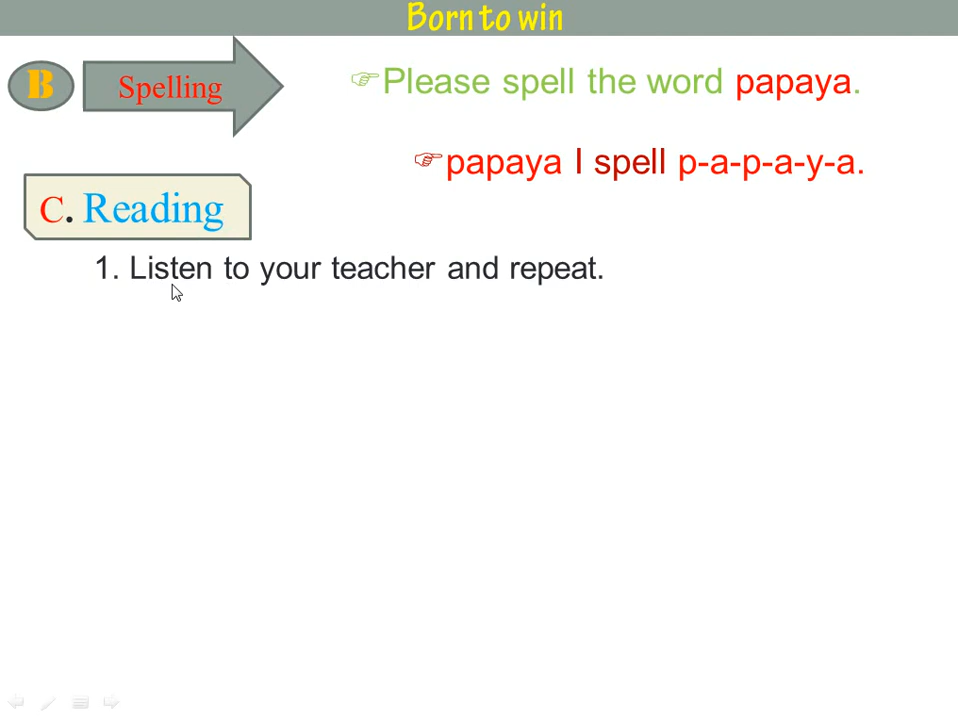 Born to win
B Spelling
☞Please spell the word papaya.
☞papaya I spell p-a-p-a-y-a.
C. Reading
1. Listen to your teacher and repeat.